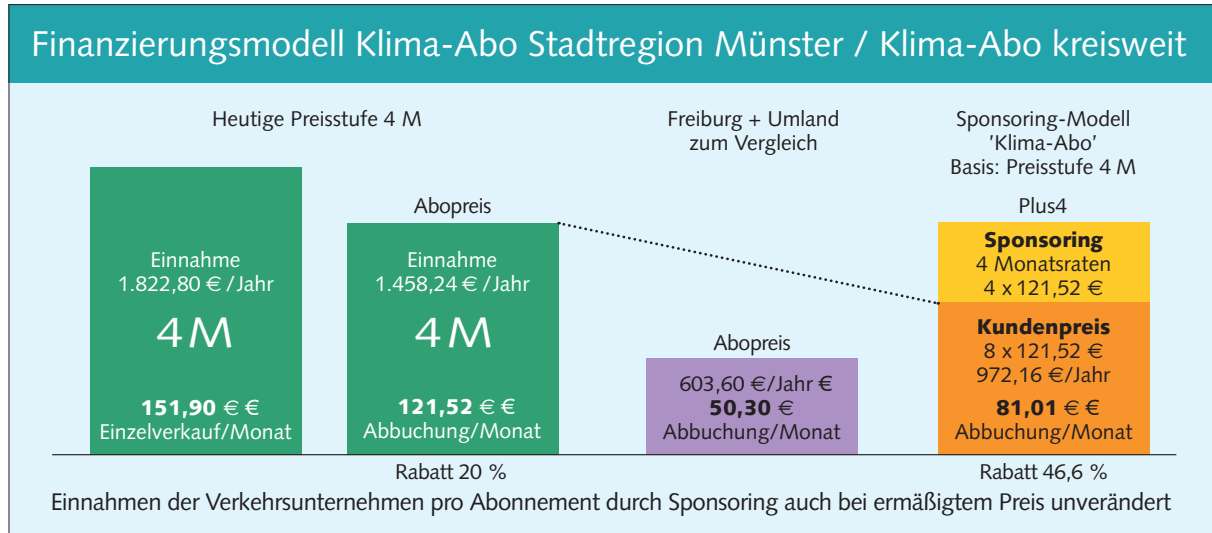 Finanzierungsmodell Klima-Abo Stadtregion Münster / Klima-Abo kreisweit
Heutige Preisstufe 4 M
Einnahme
1.822,80 € /Jahr
4 M
151,90 € €
Einzelverkauf/Monat
Abopreis
Einnahme
1.458,24 € /Jahr
4 M
121,52 € €
Abbuchung/Monat
Rabatt 20 %
Freiburg + Umland
zum Vergleich
Abopreis
603,60 €/Jahr €
50,30 €
Abbuchung/Monat
Sponsoring-Modell
'Klima-Abo'
Basis: Preisstufe 4 M
Plus4
Sponsoring
4 Monatsraten
4 x 121,52 €
Kundenpreis
8 x 121,52 €
972,16 €/Jahr
81,01 € €
Abbuchung/Monat
Rabatt 46,6 %
Einnahmen der Verkehrsunternehmen pro Abonnement durch Sponsoring auch bei ermäßigtem Preis unverändert